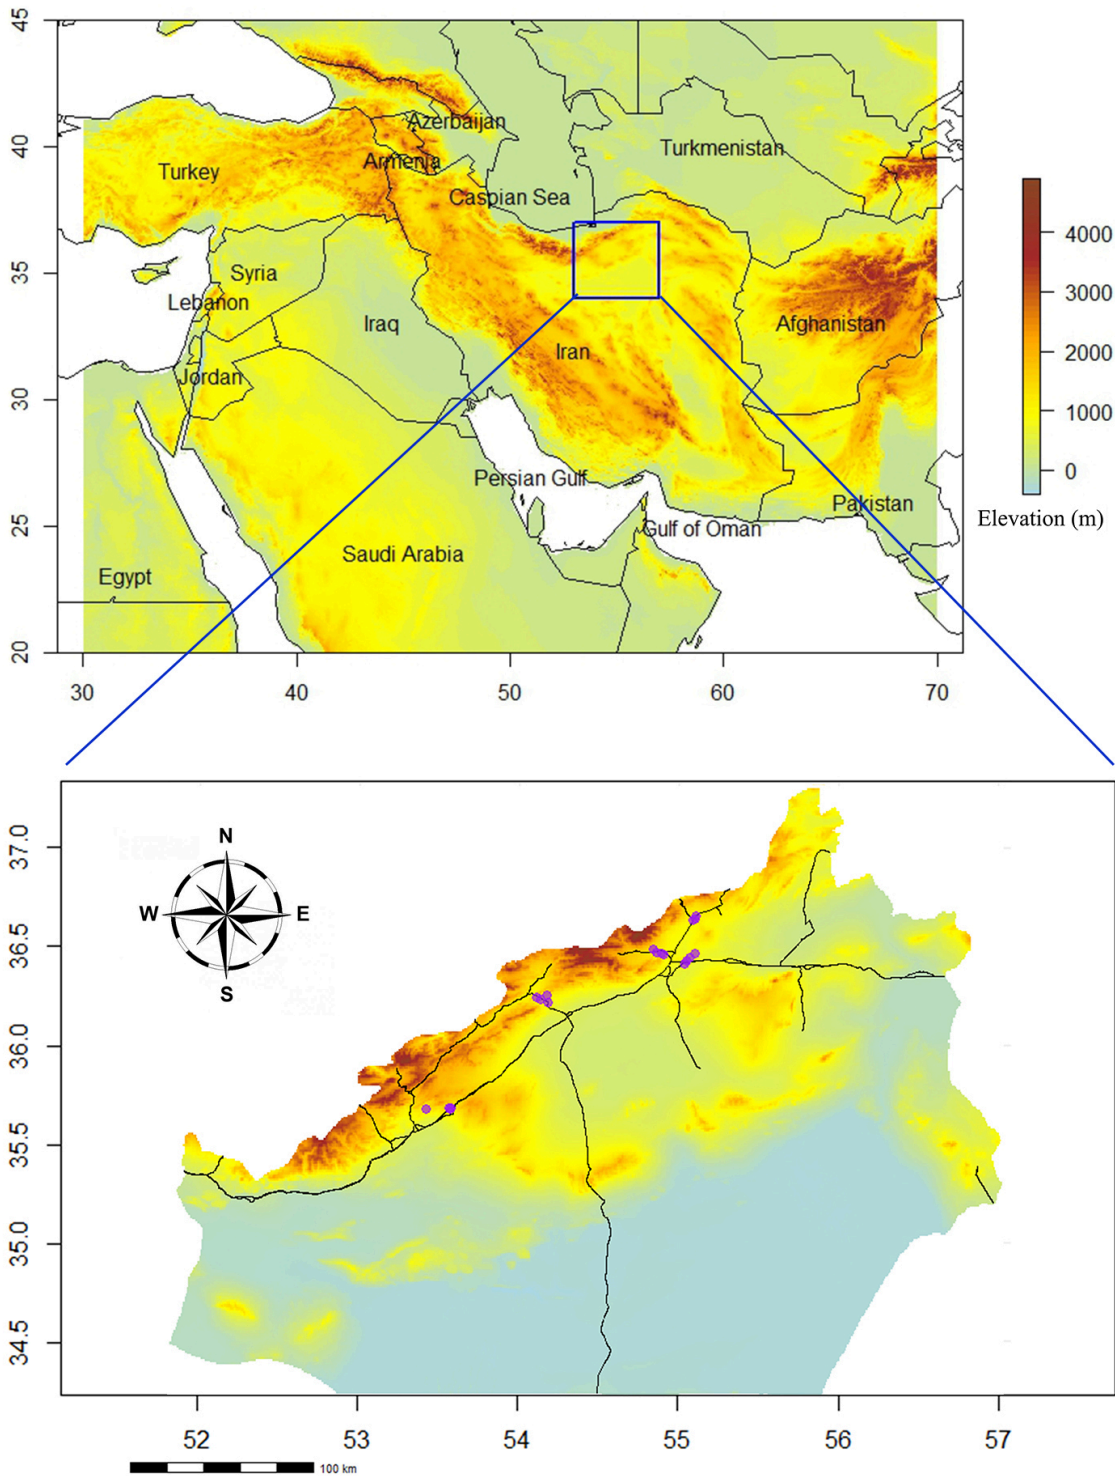 45
40
35
30
25
20
Azerbaijan
Turkmenistan
Armenia
Turkey
Caspian Sea
Syria
Lebanon
Iraq
Afghanistan
Iran
Jordan
Persian Gulf
Pakistan
Gulf of Oman
Saudi Arabia
Egypt
4000
3000
2000
1000
0
Elevation (m)
30 40 50 60 70
37.0
36.5
36.0
35.5
35.0
34.5
N
W E
S
52 53 54 55 56 57
100 km